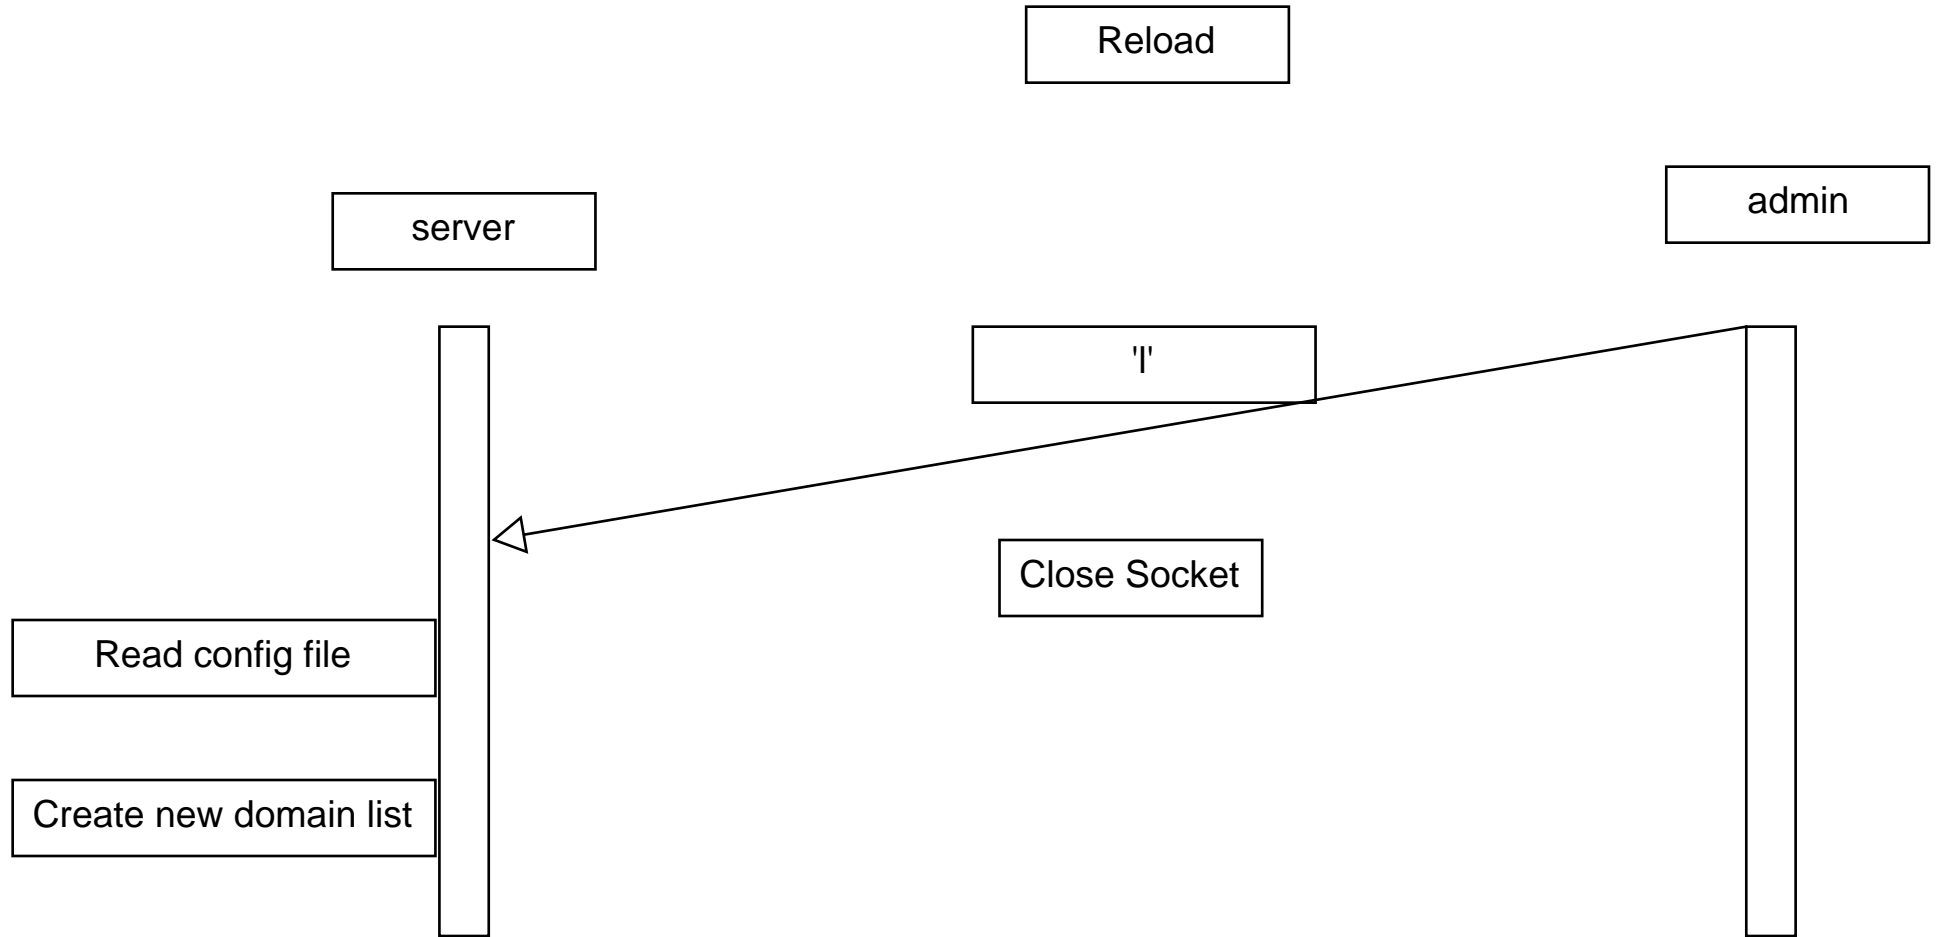 Reload
admin
server
'l'
Close Socket
Read config file
Create new domain list